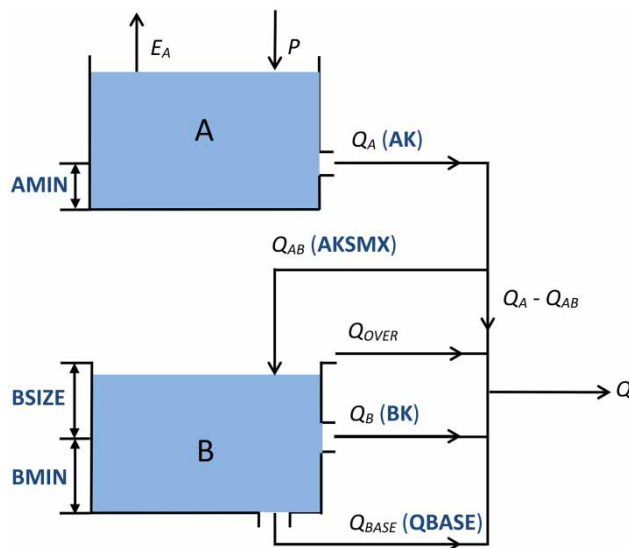 E_A
P
A
Q_A (AK)
AMIN
Q_AB (AKSMX)
Q_A - Q_AB
Q_OVER
BSIZE
Q
Q_B (BK)
B
BMIN
Q_BASE (QBASE)